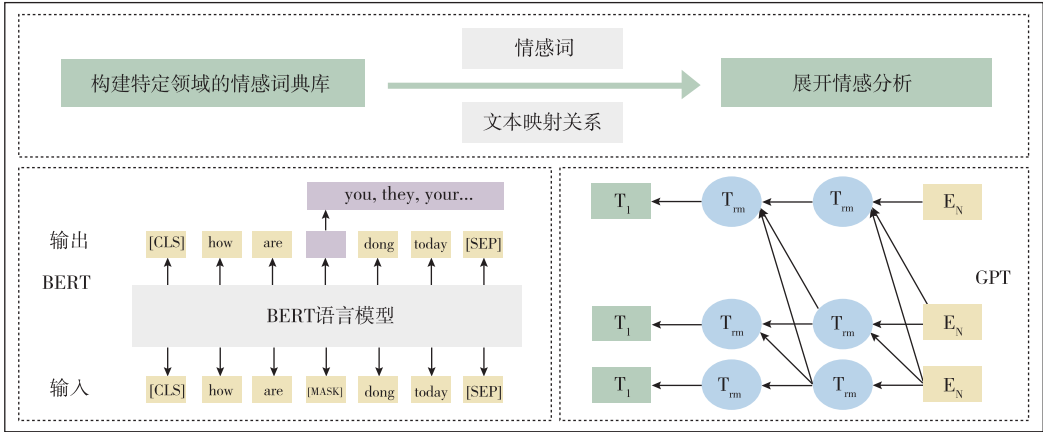 情感词
构建特定领域的情感词典库
展开情感分析
文本映射关系
you, they, your...
输出
[CLS] how are dong today [SEP]
BERT
BERT语言模型
输入
[CLS] how are [MASK] dong today [SEP]
T1 Trm Trm EN
GPT
T1 Trm Trm EN
T1 Trm Trm EN